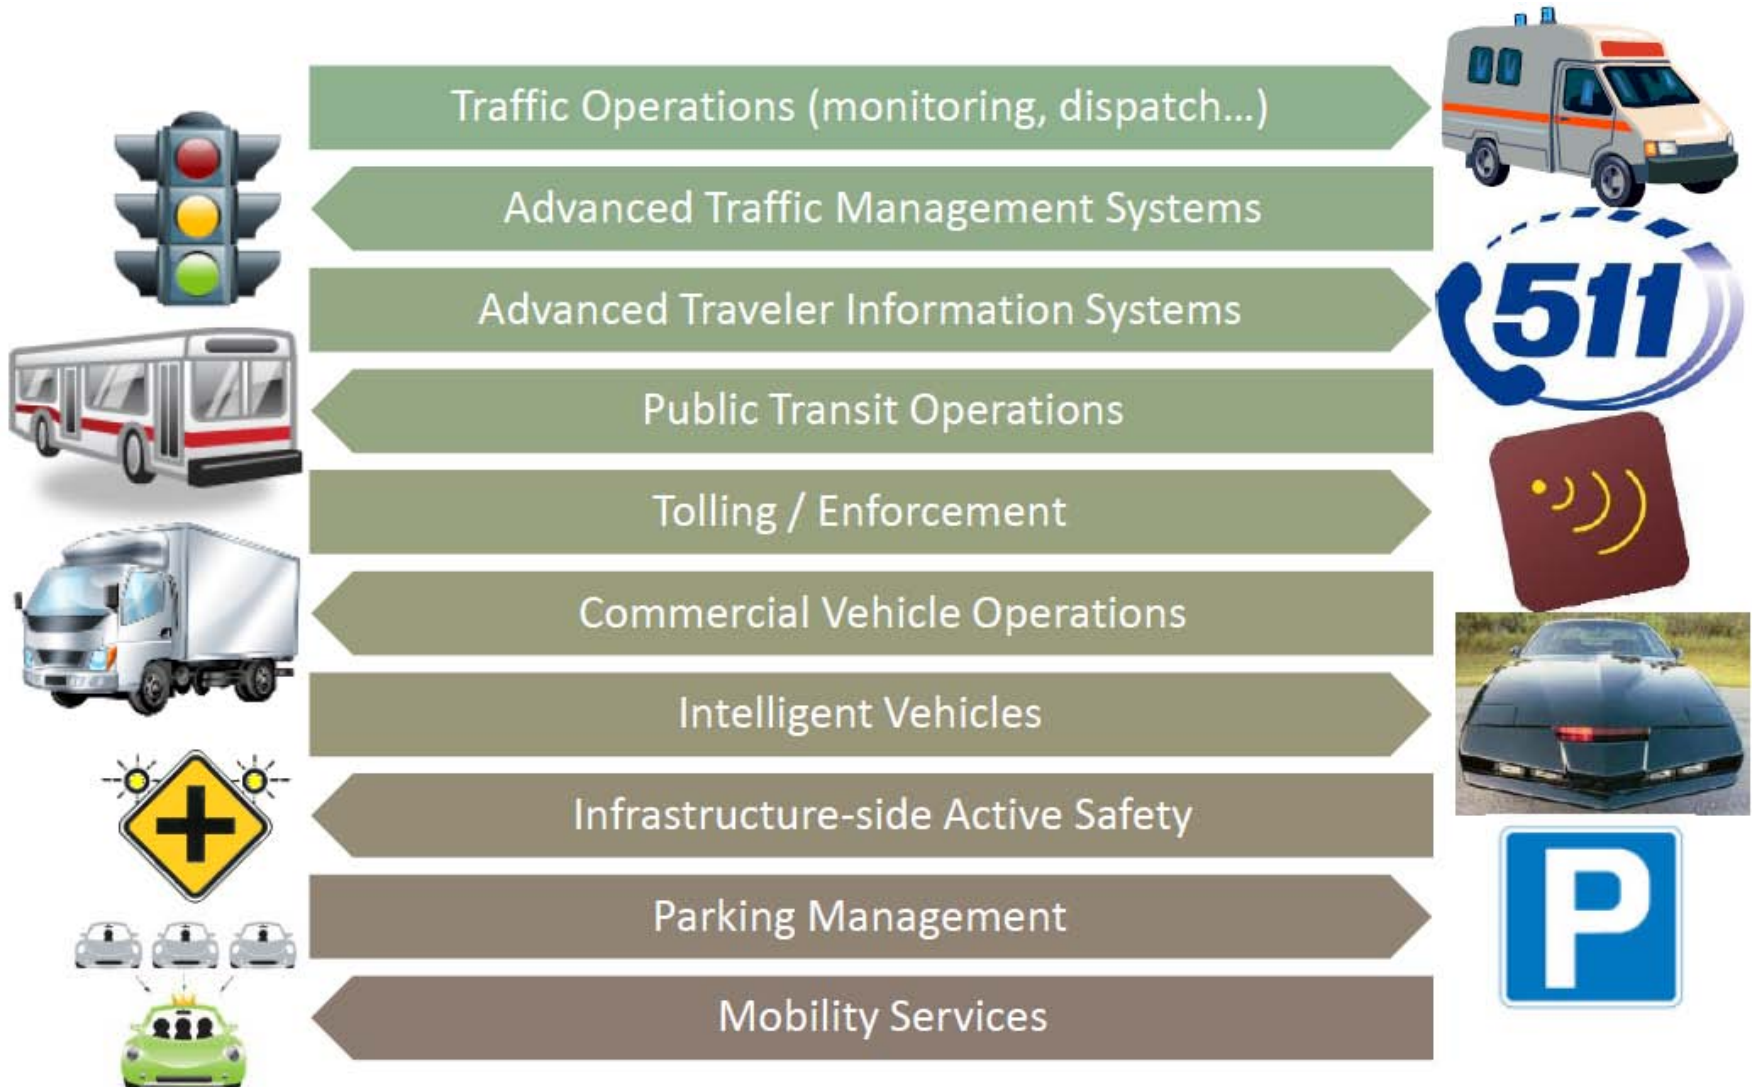 Traffic Operations (monitoring, dispatch...)
Advanced Traffic Management Systems
Advanced Traveler Information Systems
511
Public Transit Operations
Tolling / Enforcement
Commercial Vehicle Operations
Intelligent Vehicles
Infrastructure-side Active Safety
Parking Management
P
Mobility Services